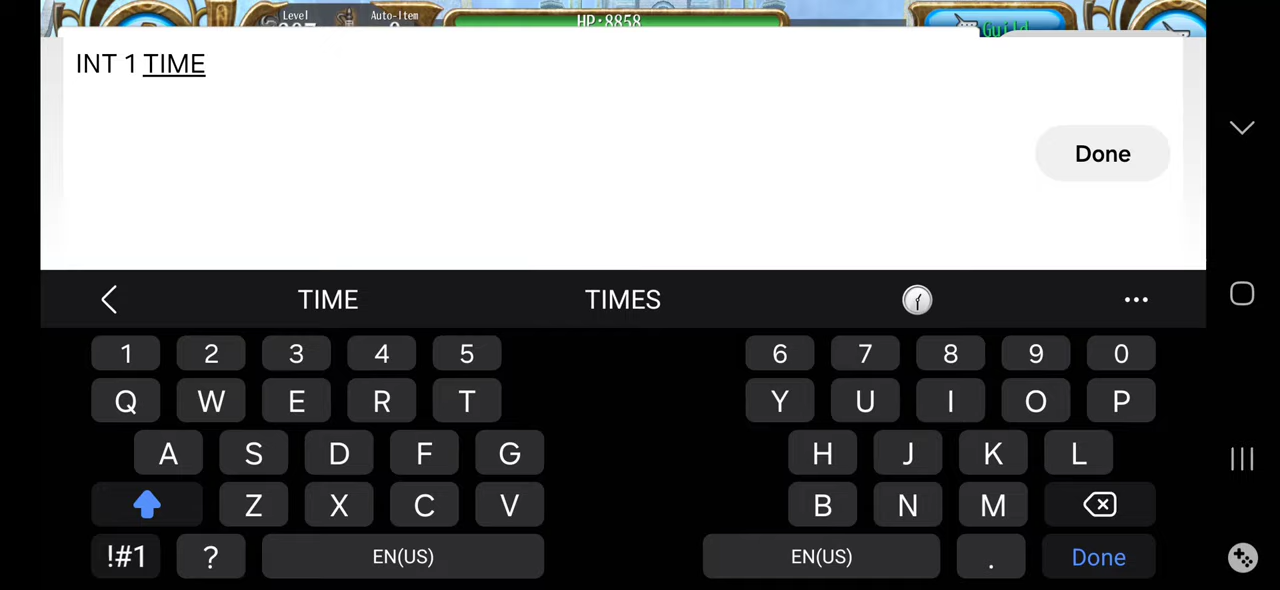 Level Auto-Item HP:8858 Guild
INT 1 TIME
Done
TIME TIMES ...
1 2 3 4 5 6 7 8 9 0
Q W E R T Y U I O P
A S D F G H J K L
Z X C V B N M
!#1 ? EN(US) EN(US) . Done